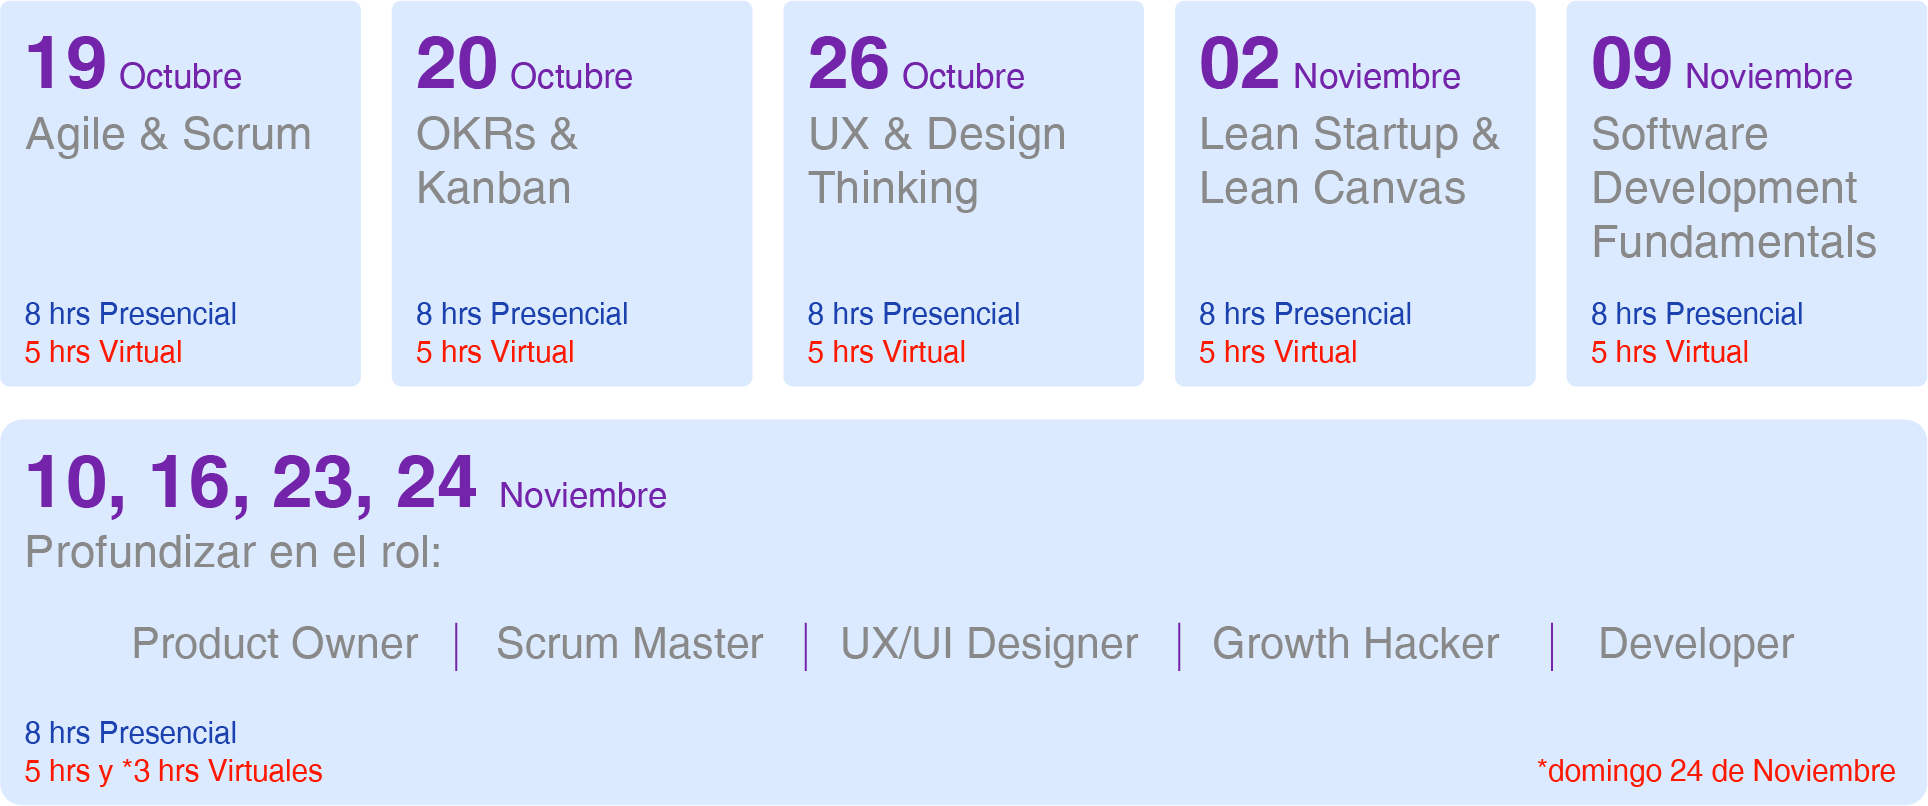 19 Octubre
Agile & Scrum
8 hrs Presencial
5 hrs Virtual
20 Octubre
OKRs &
Kanban
8 hrs Presencial
5 hrs Virtual
26 Octubre
UX & Design
Thinking
8 hrs Presencial
5 hrs Virtual
02 Noviembre
Lean Startup &
Lean Canvas
8 hrs Presencial
5 hrs Virtual
09 Noviembre
Software
Development
Fundamentals
8 hrs Presencial
5 hrs Virtual
10, 16, 23, 24 Noviembre
Profundizar en el rol:
Product Owner | Scrum Master | UX/UI Designer | Growth Hacker | Developer
8 hrs Presencial
5 hrs y *3 hrs Virtuales
*domingo 24 de Noviembre